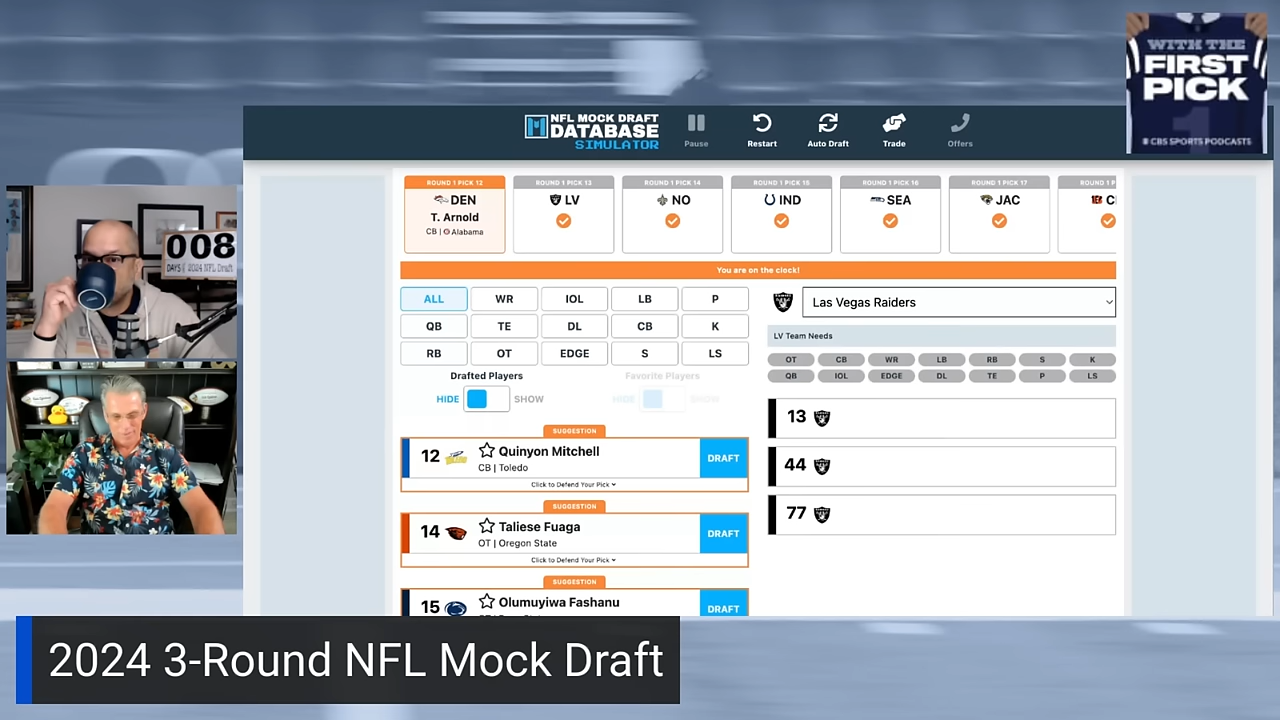 WITH THE
FIRST
PICK
CBS SPORTS PODCASTS
NFL MOCK DRAFT
DATABASE
SIMULATOR
Pause
Restart
Auto Draft
Trade
Offers
ROUND 1 PICK 12
DEN
T. Arnold
CB | Alabama
ROUND 1 PICK 13
LV
ROUND 1 PICK 14
NO
ROUND 1 PICK 15
IND
ROUND 1 PICK 16
SEA
ROUND 1 PICK 17
JAC
ROUND 1 P
CI
You are on the clock!
ALL WR IOL LB P
QB TE DL CB K
RB OT EDGE S LS
Drafted Players
HIDE SHOW
Favorite Players
HIDE SHOW
Las Vegas Raiders
LV Team Needs
OT CB WR LB RB S K
QB IOL EDGE DL TE P LS
13
44
77
SUGGESTION
12 Quinyon Mitchell DRAFT
CB | Toledo
Click to Defend Your Pick
SUGGESTION
14 Taliese Fuaga DRAFT
OT | Oregon State
Click to Defend Your Pick
SUGGESTION
15 Olumuyiwa Fashanu DRAFT
008
DAYS 2024 NFL Draft
2024 3-Round NFL Mock Draft